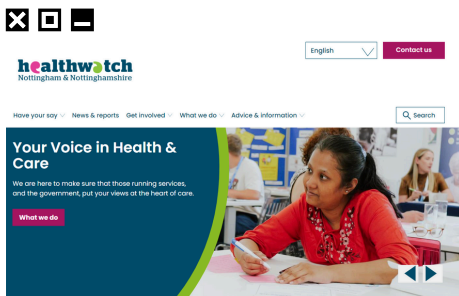 English
Contact us
healthwatch
Nottingham & Nottinghamshire
Have your say
News & reports
Get involved
What we do
Advice & information
Search
Your Voice in Health &
Care
We are here to make sure that those running services,
and the government, put your views at the heart of care.
What we do